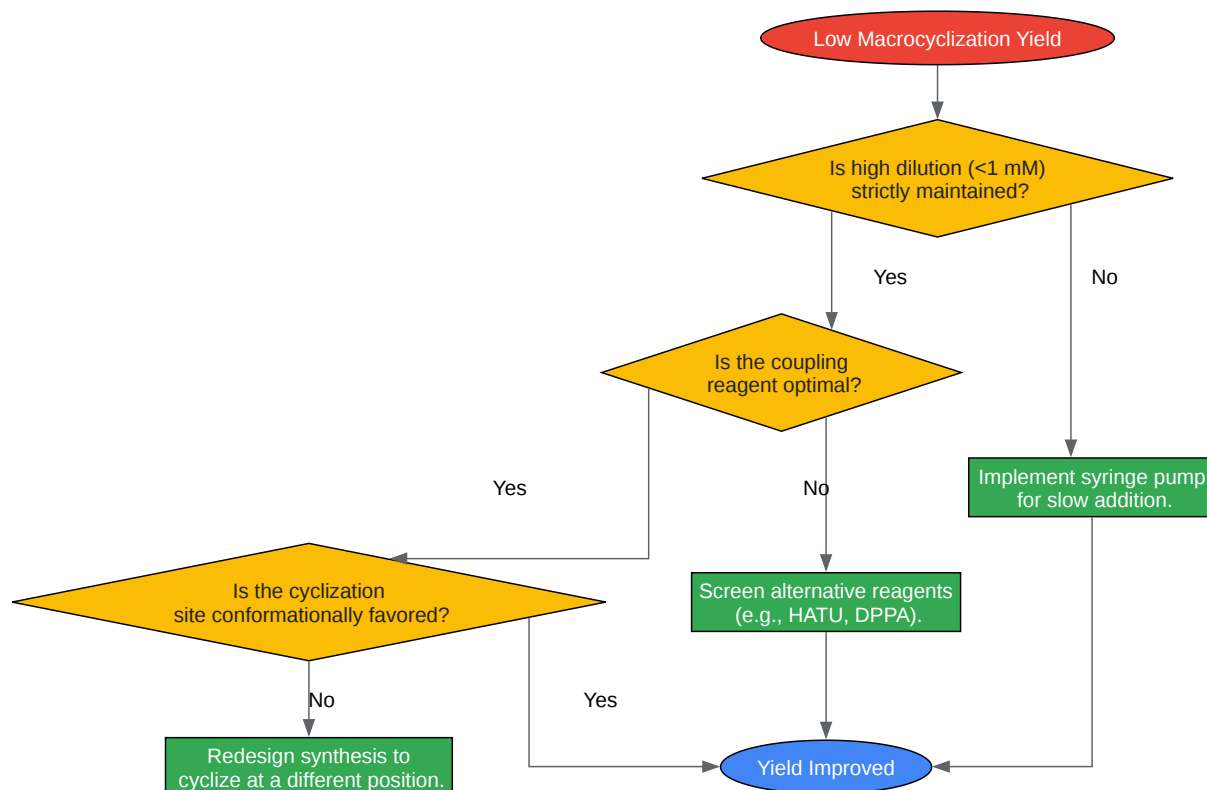 Low Macrocyclization Yield
Is high dilution (<1 mM)
strictly maintained?
Yes
No
Is the coupling
reagent optimal?
Yes
No
Implement syringe pump
for slow addition.
Is the cyclization
site conformationally favored?
Screen alternative reagents
(e.g., HATU, DPPA).
No
Yes
Redesign synthesis to
cyclize at a different position.
Yield Improved